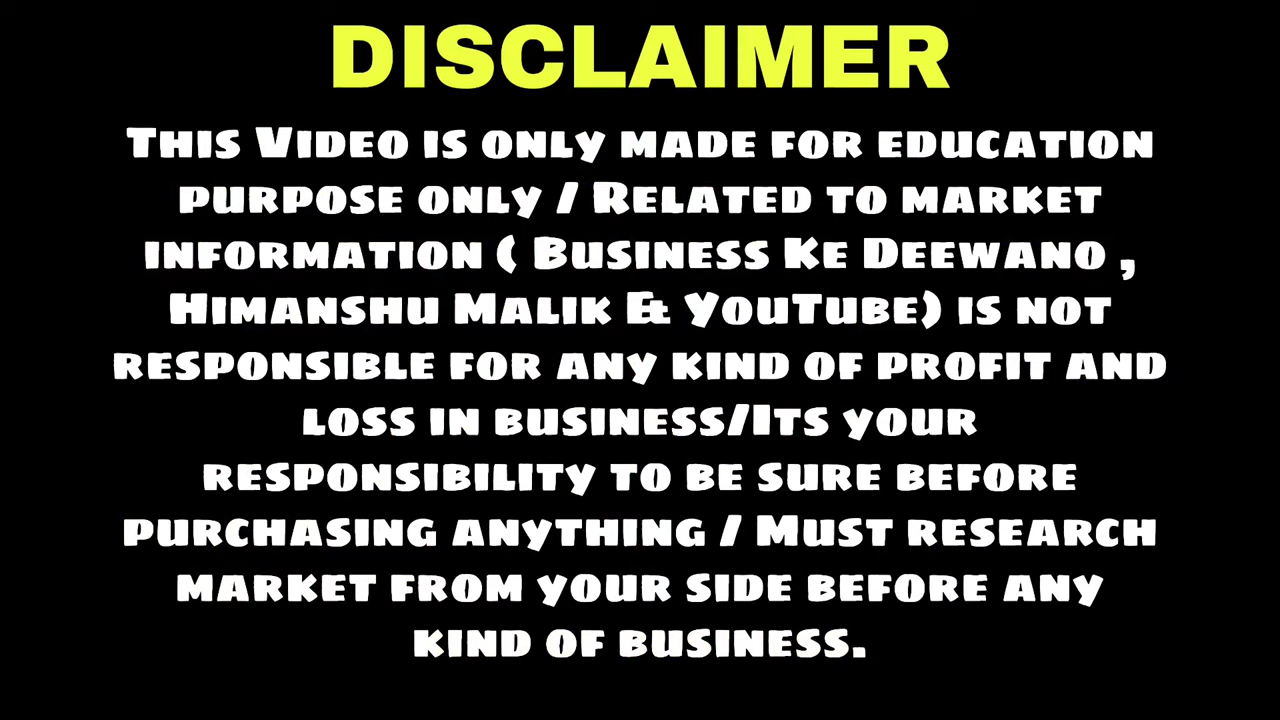 DISCLAIMER
This Video is only made for education
purpose only / Related to market
information ( Business Ke Deewano ,
Himanshu Malik & YouTube) is not
responsible for any kind of profit and
loss in business/Its your
responsibility to be sure before
purchasing anything / Must research
market from your side before any
kind of business.